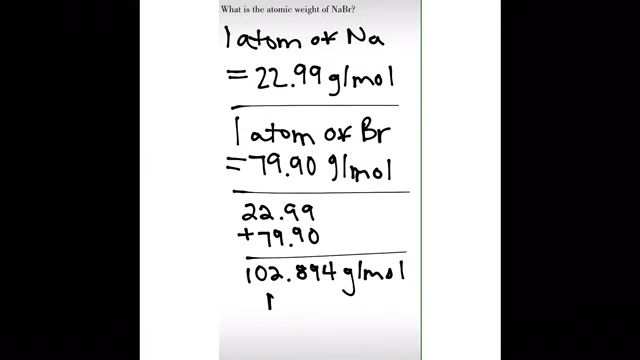 What is the atomic weight of NaBr?
1 atom of Na
= 22.99 g/mol
1 atom of Br
= 79.90 g/mol
22.99
+79.90
102.894 g/mol